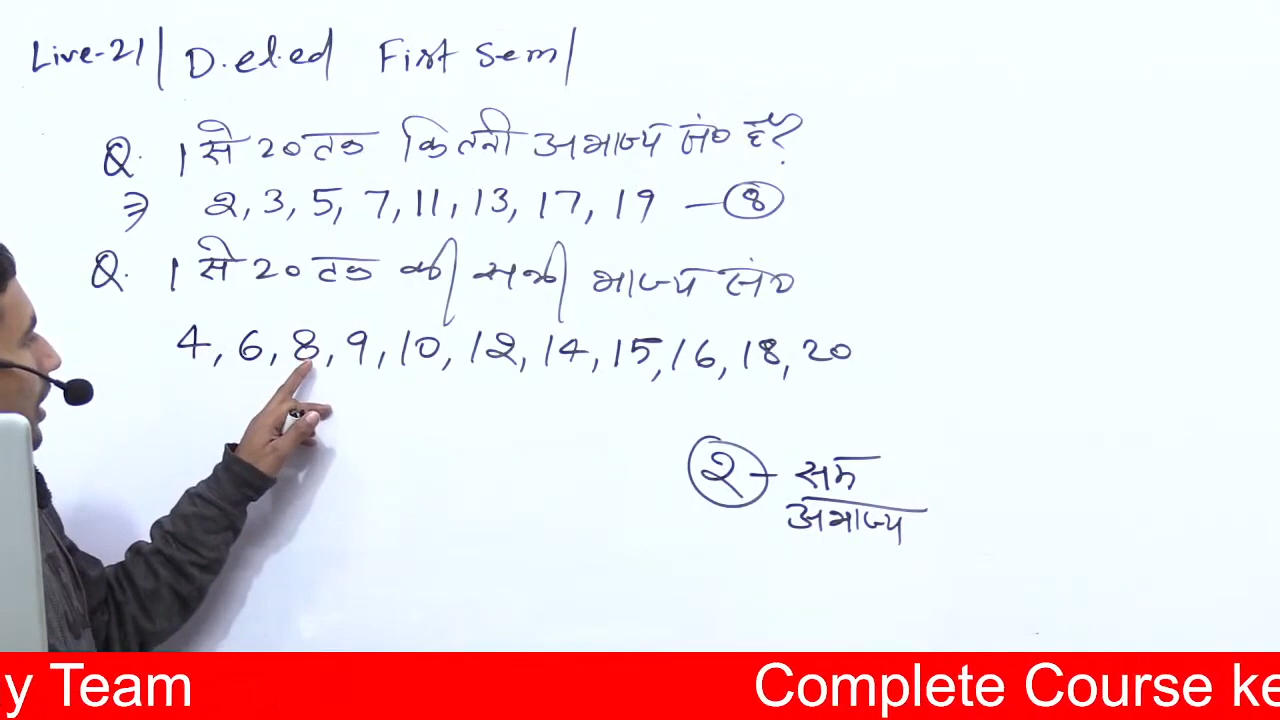 Live-21| D.el.ed First Sem|
Q. 1 से 20 तक कितनी अभाज्य सं० हैं?
⇒ 2, 3, 5, 7, 11, 13, 17, 19 — 8
Q. 1 से 20 तक की सभी भाज्य सं०
4, 6, 8, 9, 10, 12, 14, 15, 16, 18, 20
2 - सम
अभाज्य
y Team Complete Course ke